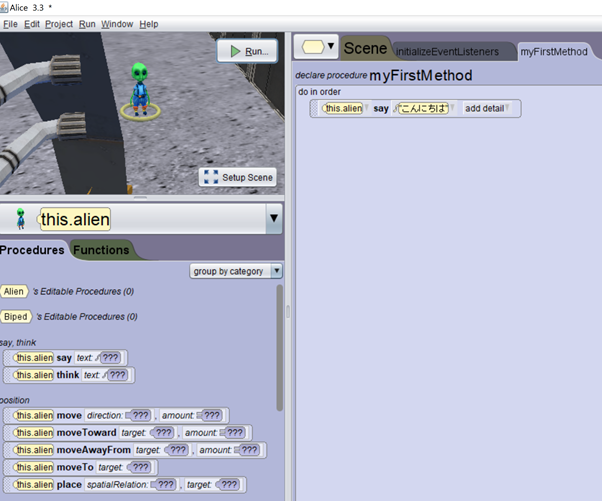 Alice 3.3 *
File Edit Project Run Window Help
Run...
Setup Scene
this.alien
Procedures Functions
group by category
Alien 's Editable Procedures (0)
Biped 's Editable Procedures (0)
say, think
this.alien say text: ???
this.alien think text: ???
position
this.alien move direction: ??? , amount: ???
this.alien moveToward target: ??? , amount: ???
this.alien moveAwayFrom target: ??? , amount: ???
this.alien moveTo target: ???
this.alien place spatialRelation: ??? , target: ???
Scene initializeEventListeners myFirstMethod
declare procedure myFirstMethod
do in order
this.alien say "こんにちは" add detail